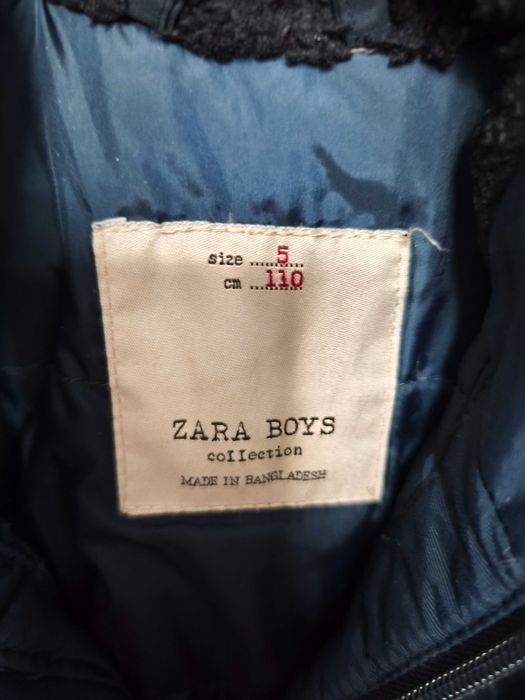 size ...... 5 ...
cm ... 110
ZARA BOYS
collection
MADE IN BANGLADESH